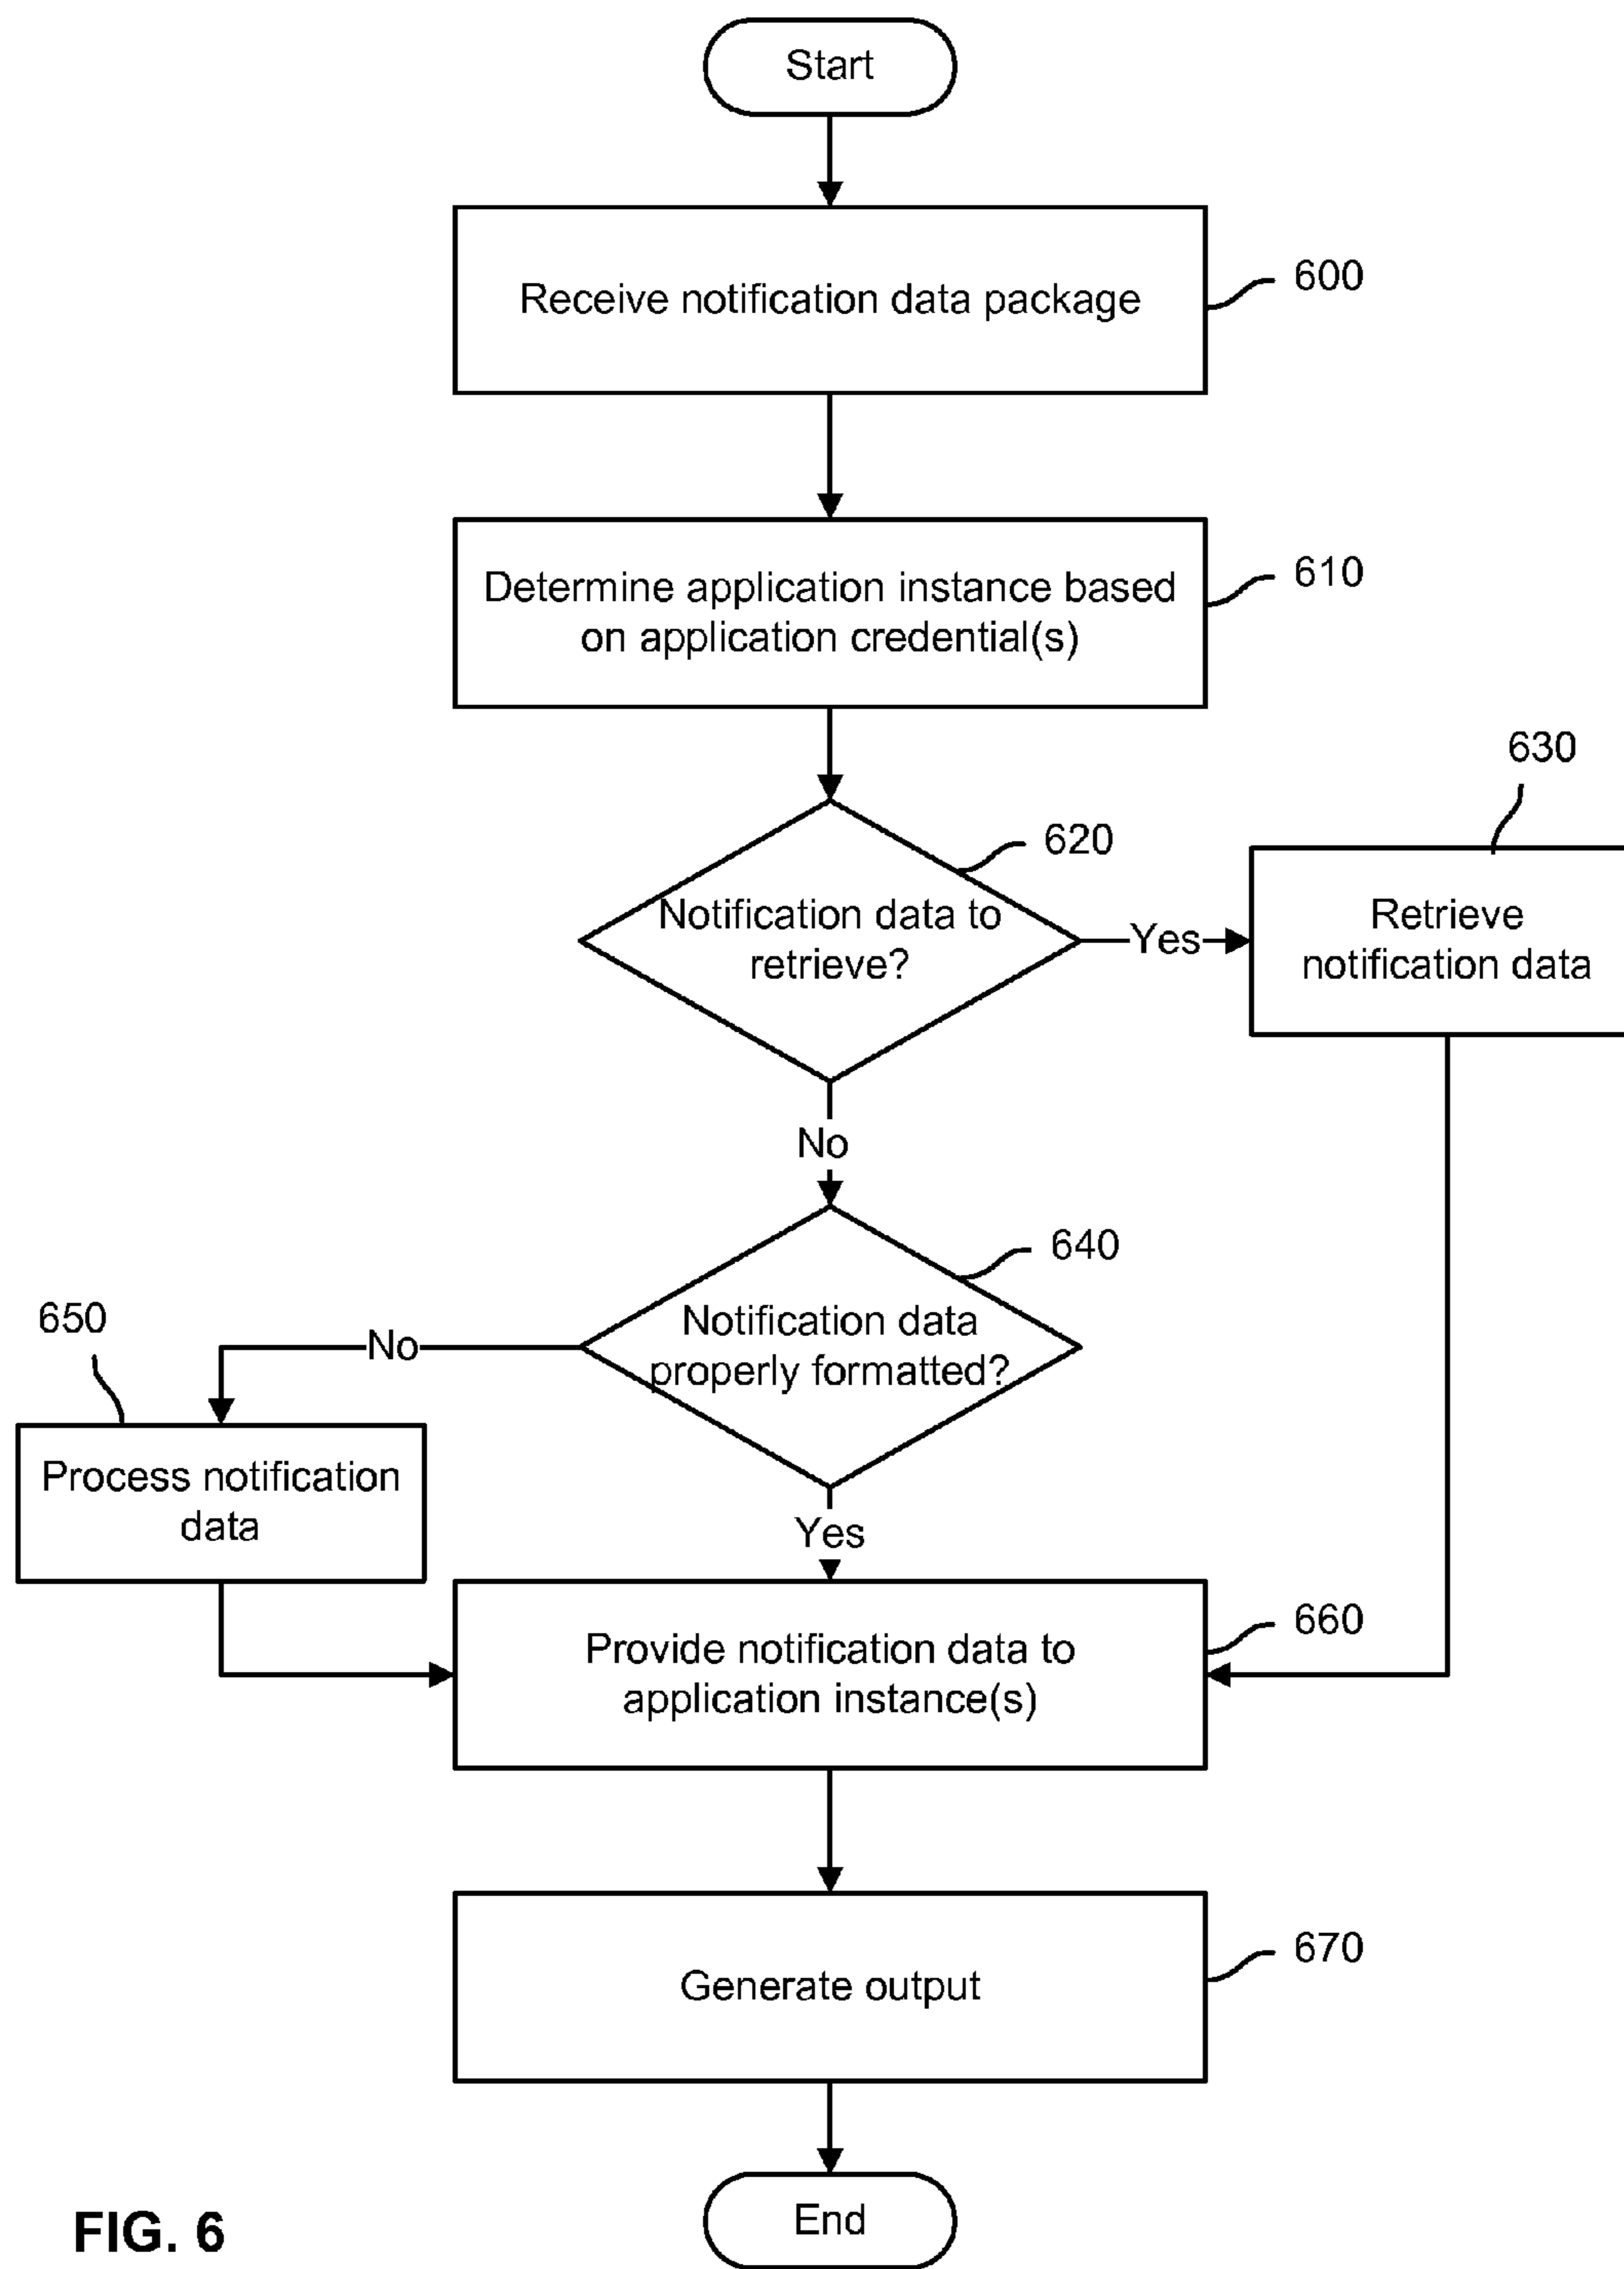 Start
Receive notification data package
600
Determine application instance based
on application credential(s)
610
630
620
Notification data to
retrieve?
Yes
Retrieve
notification data
No
640
Notification data
properly formatted?
650
No
Process notification
data
Yes
660
Provide notification data to
application instance(s)
670
Generate output
End
FIG. 6